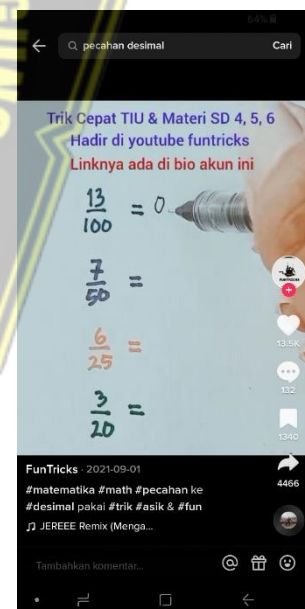 64%
pecahan desimal
Cari
Trik Cepat TIU & Materi SD 4, 5, 6
Hadir di youtube funtricks
Linknya ada di bio akun ini
13/100 = 0.
7/50 =
6/25 =
3/20 =
13.5K
132
1340
4466
FunTricks · 2021-09-01
#matematika #math #pecahan ke
#desimal pakai #trik #asik & #fun
JEREEE Remix (Menga...
Tambahkan komentar...